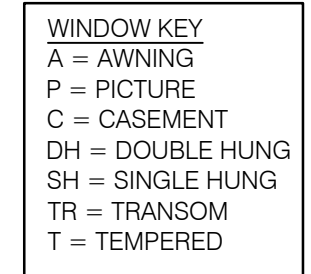 WINDOW KEY
A = AWNING
P = PICTURE
C = CASEMENT
DH = DOUBLE HUNG
SH = SINGLE HUNG
TR = TRANSOM
T = TEMPERED